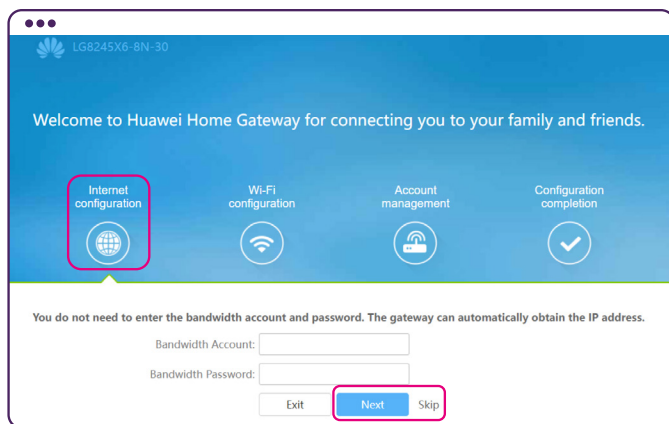 LG8245X6-8N-30
Welcome to Huawei Home Gateway for connecting you to your family and friends.
Internet configuration
Wi-Fi configuration
Account management
Configuration completion
You do not need to enter the bandwidth account and password. The gateway can automatically obtain the IP address.
Bandwidth Account:
Bandwidth Password:
Exit Next Skip